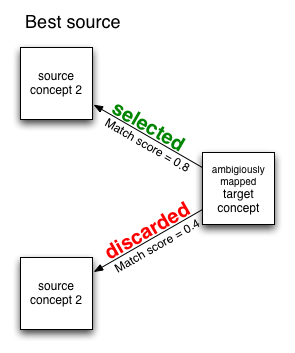 Best source
source
concept 2
selected
Match score = 0.8
ambigiously
mapped
target
concept
discarded
Match score = 0.4
source
concept 2